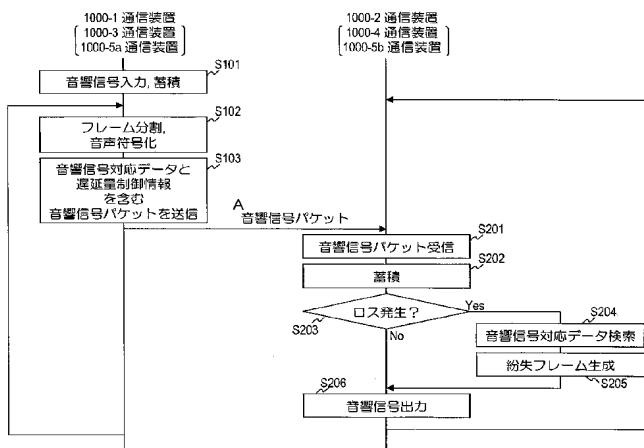 1000-1 通信装置
1000-3 通信装置
1000-5a 通信装置
1000-2 通信装置
1000-4 通信装置
1000-5b 通信装置
S101
音響信号入力, 蓄積
S102
フレーム分割,
音声符号化
S103
音響信号対応データと
遅延量制御情報
を含む
音響信号パケットを送信
A
音響信号パケット
S201
音響信号パケット受信
S202
蓄積
ロス発生?
Yes
S203
No
S204
音響信号対応データ検索
紛失フレーム生成
S205
S206
音響信号出力